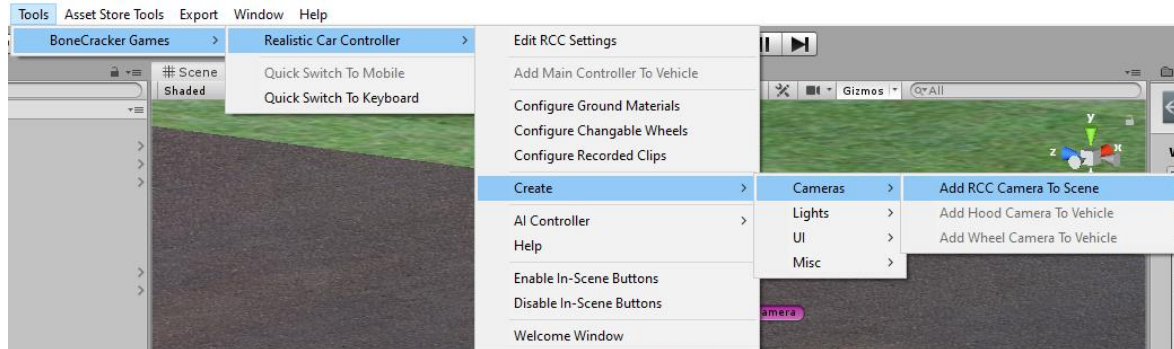 Tools Asset Store Tools Export Window Help
BoneCracker Games
Realistic Car Controller
Quick Switch To Mobile
Quick Switch To Keyboard
Edit RCC Settings
Add Main Controller To Vehicle
Configure Ground Materials
Configure Changable Wheels
Configure Recorded Clips
Create
AI Controller
Help
Enable In-Scene Buttons
Disable In-Scene Buttons
Welcome Window
Cameras
Lights
UI
Misc
Add RCC Camera To Scene
Add Hood Camera To Vehicle
Add Wheel Camera To Vehicle
# Scene
Shaded
Gizmos
All
y
z
x